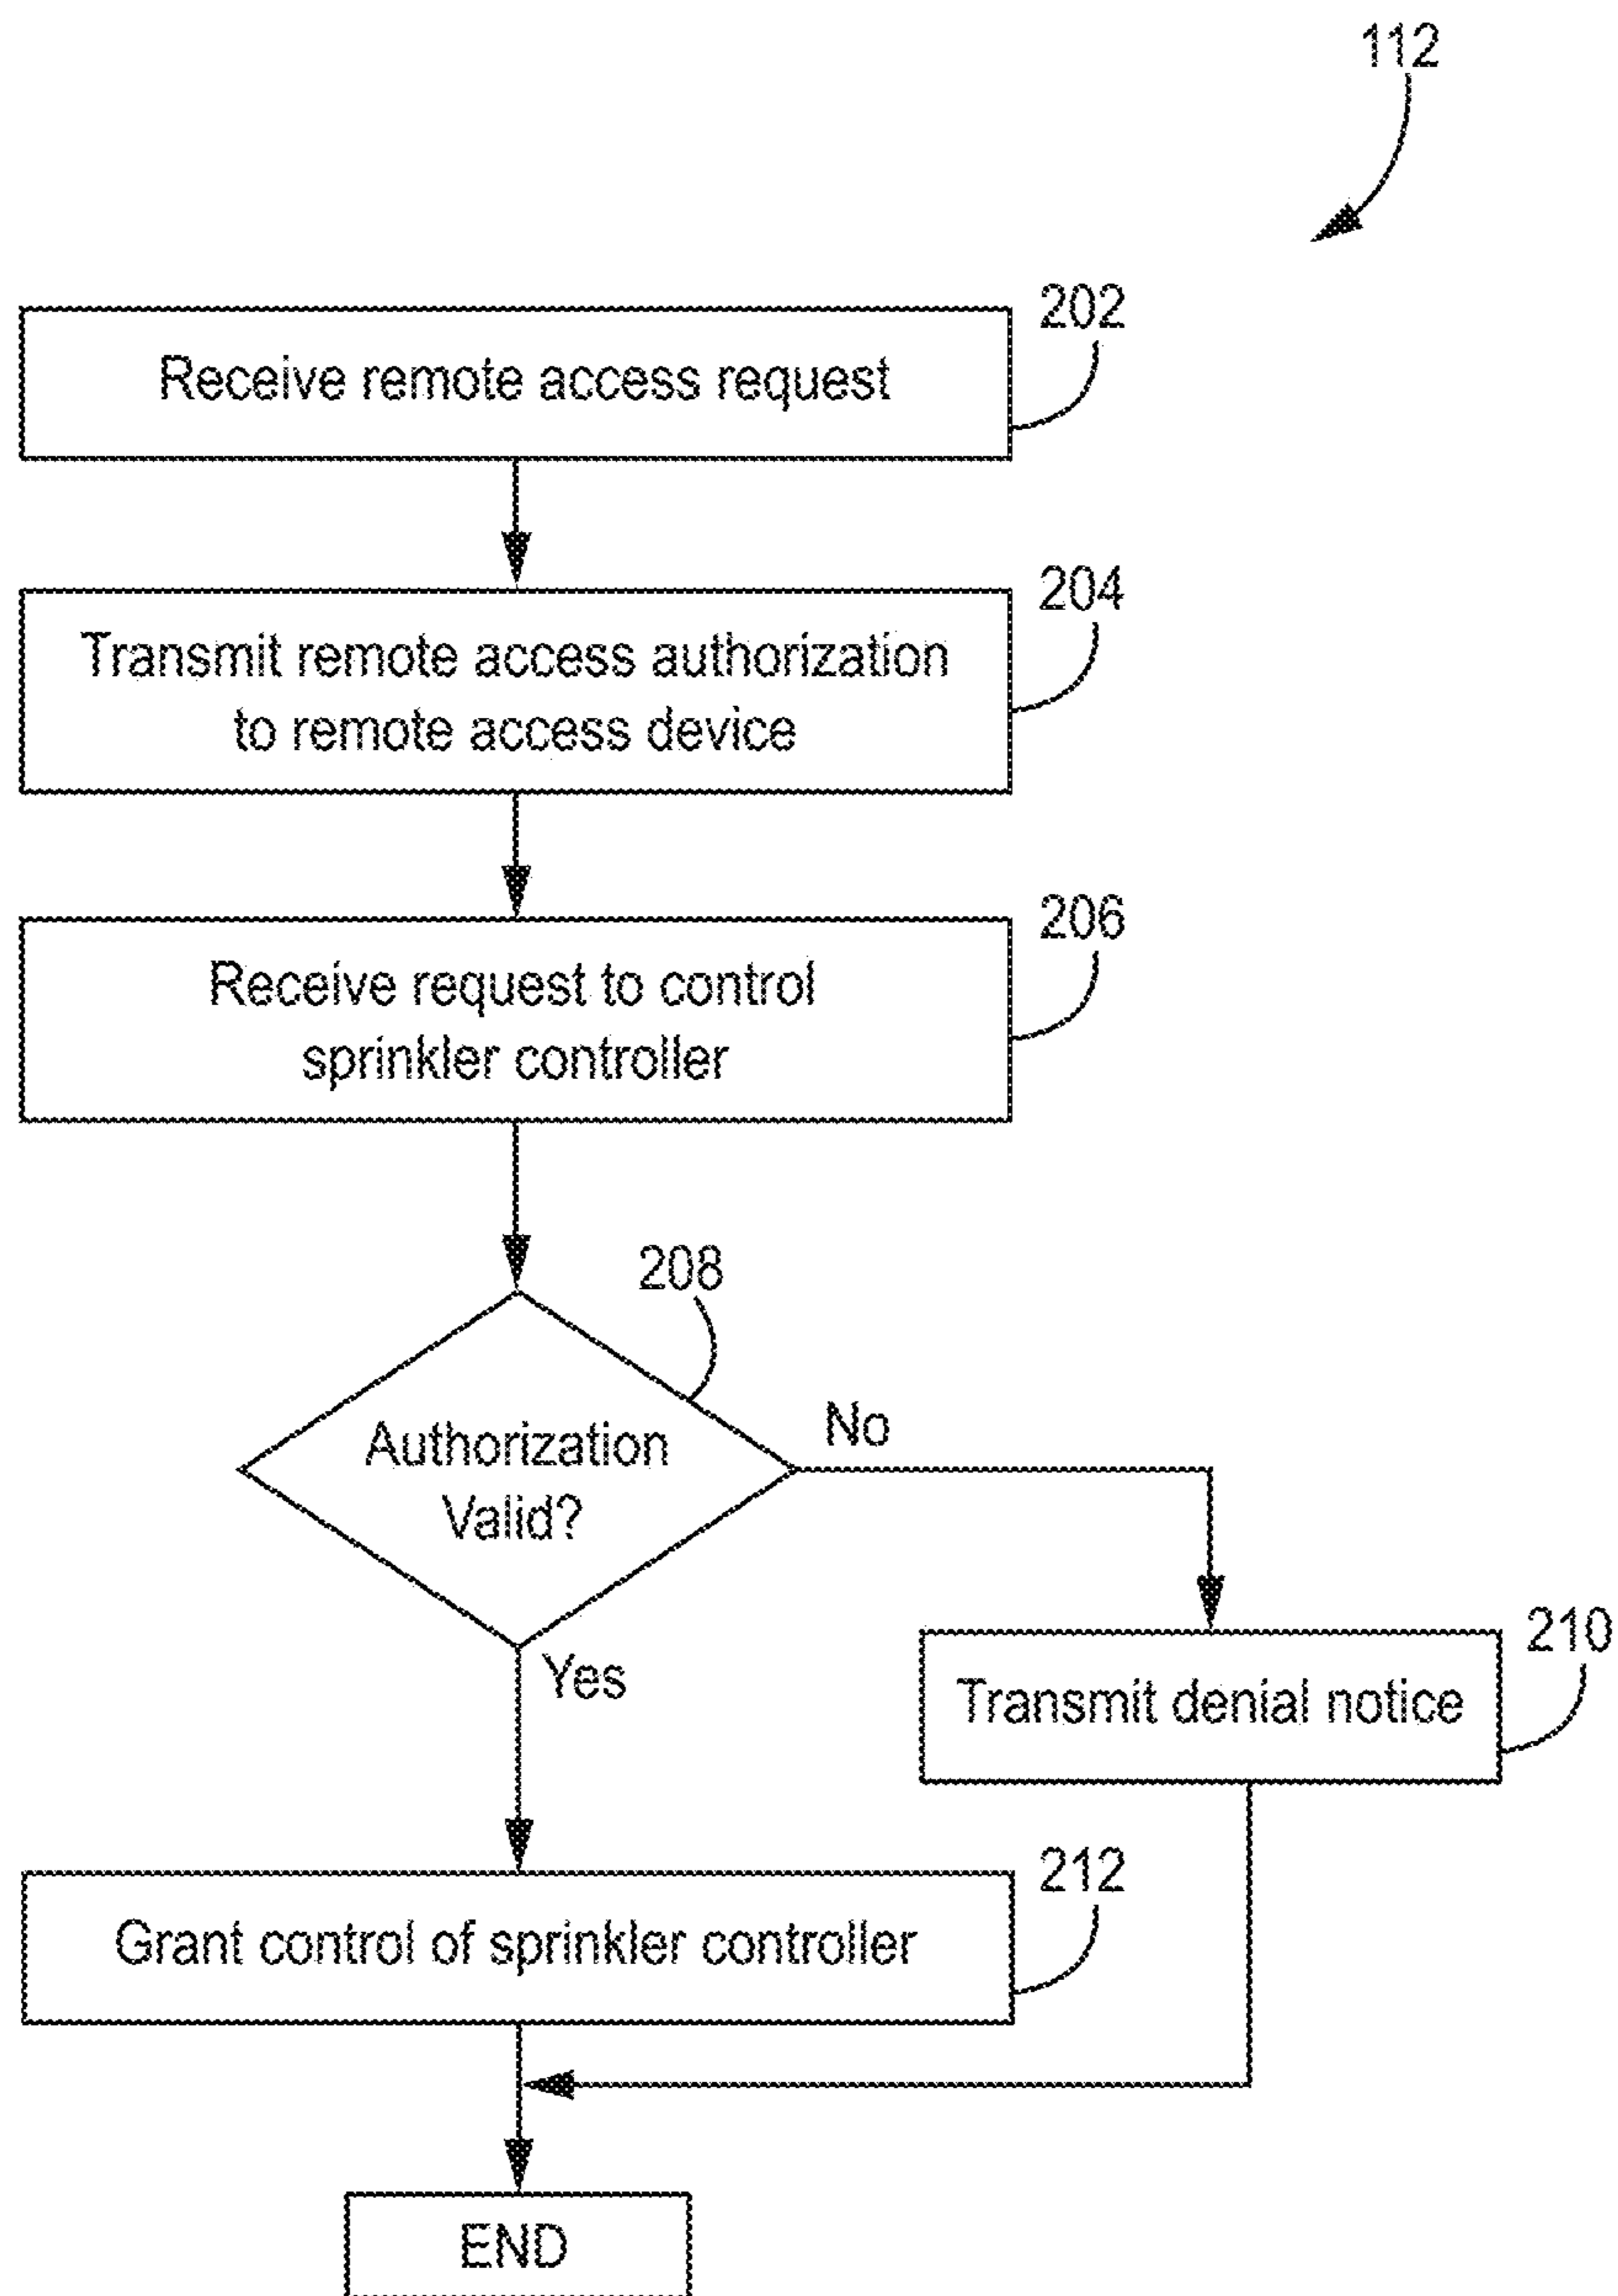 112
202
Receive remote access request
204
Transmit remote access authorization
to remote access device
206
Receive request to control
sprinkler controller
208
Authorization
Valid?
No
Yes
210
Transmit denial notice
212
Grant control of sprinkler controller
END